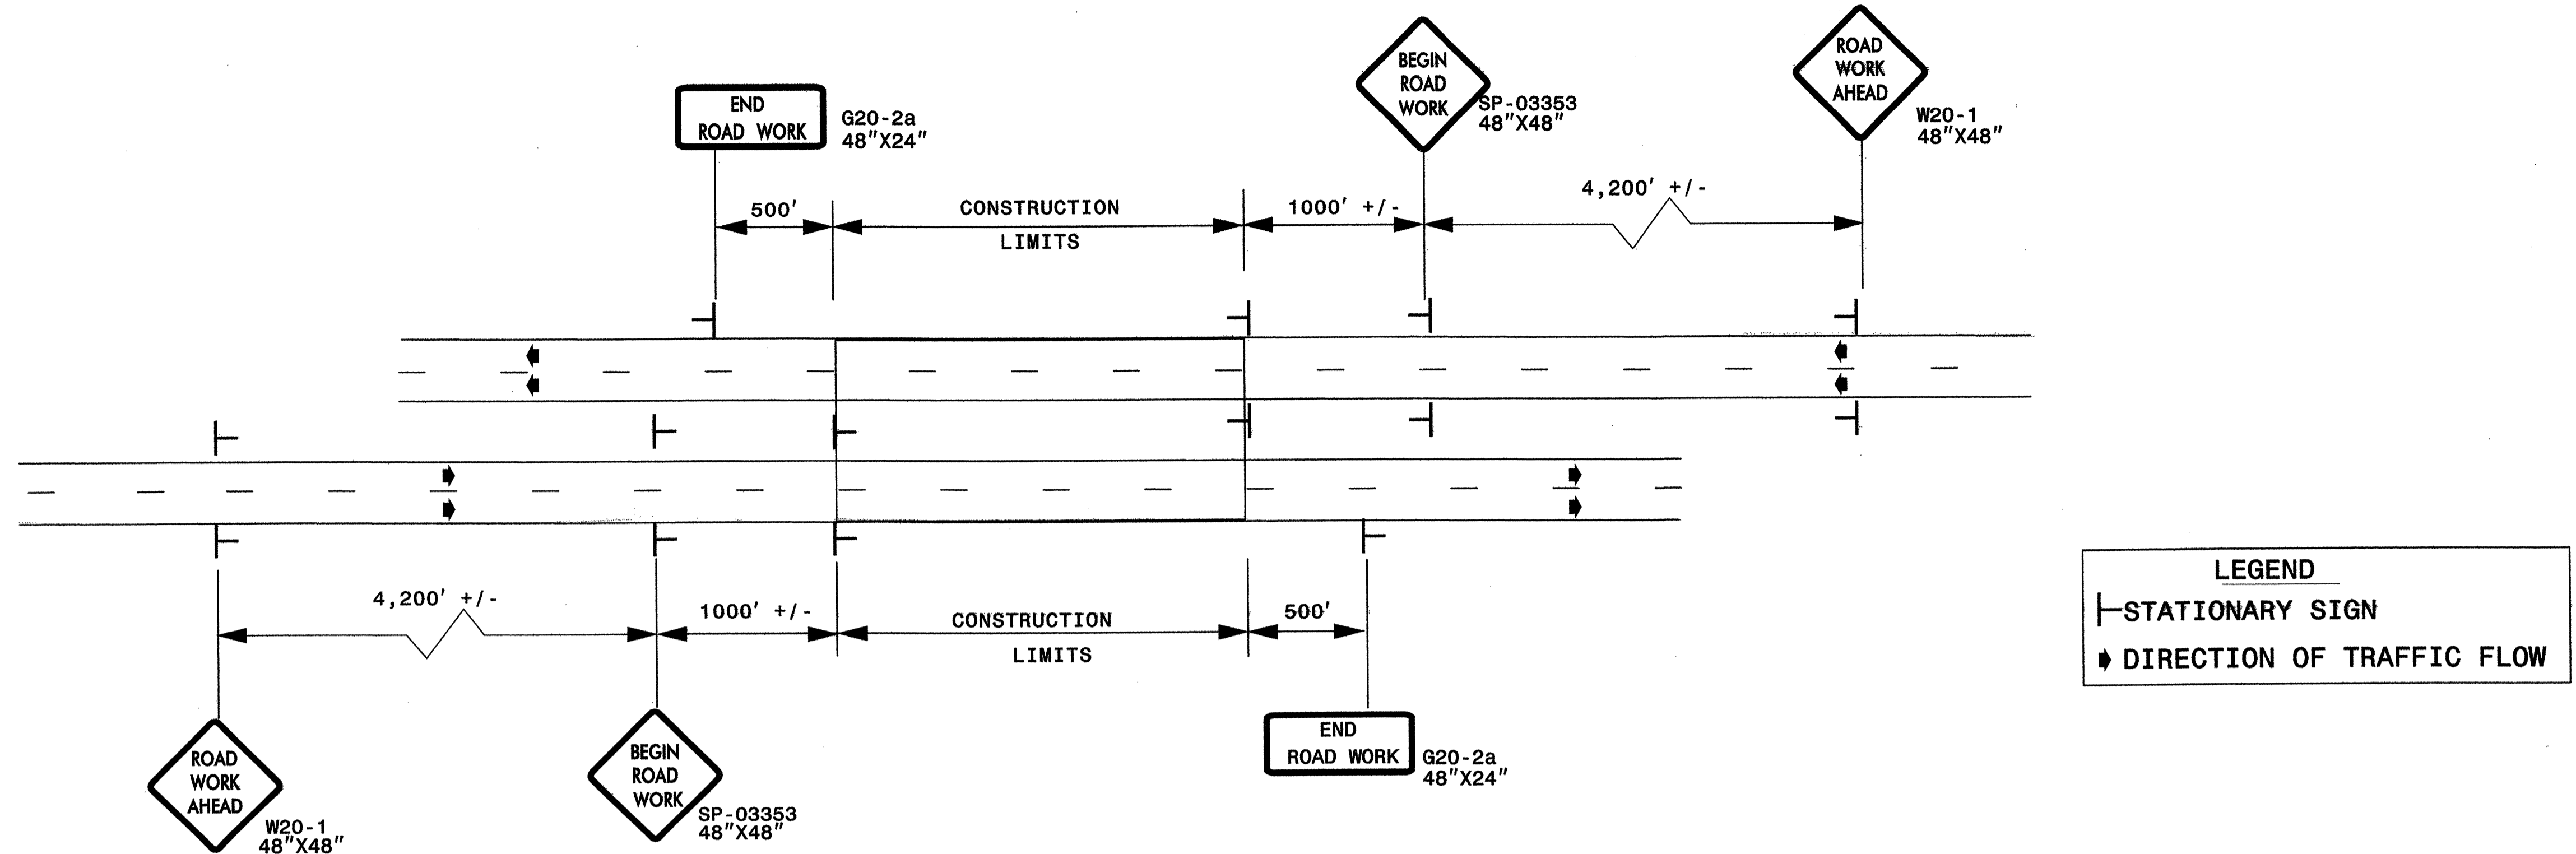 BEGIN
ROAD
WORK
SP-03353
48"X48"
ROAD
WORK
AHEAD
W20-1
48"X48"
END
ROAD WORK
G20-2a
48"X24"
500'
CONSTRUCTION
LIMITS
1000' +/-
4,200' +/-
4,200' +/-
1000' +/-
CONSTRUCTION
LIMITS
500'
LEGEND
STATIONARY SIGN
DIRECTION OF TRAFFIC FLOW
ROAD
WORK
AHEAD
W20-1
48"X48"
BEGIN
ROAD
WORK
SP-03353
48"X48"
END
ROAD WORK
G20-2a
48"X24"